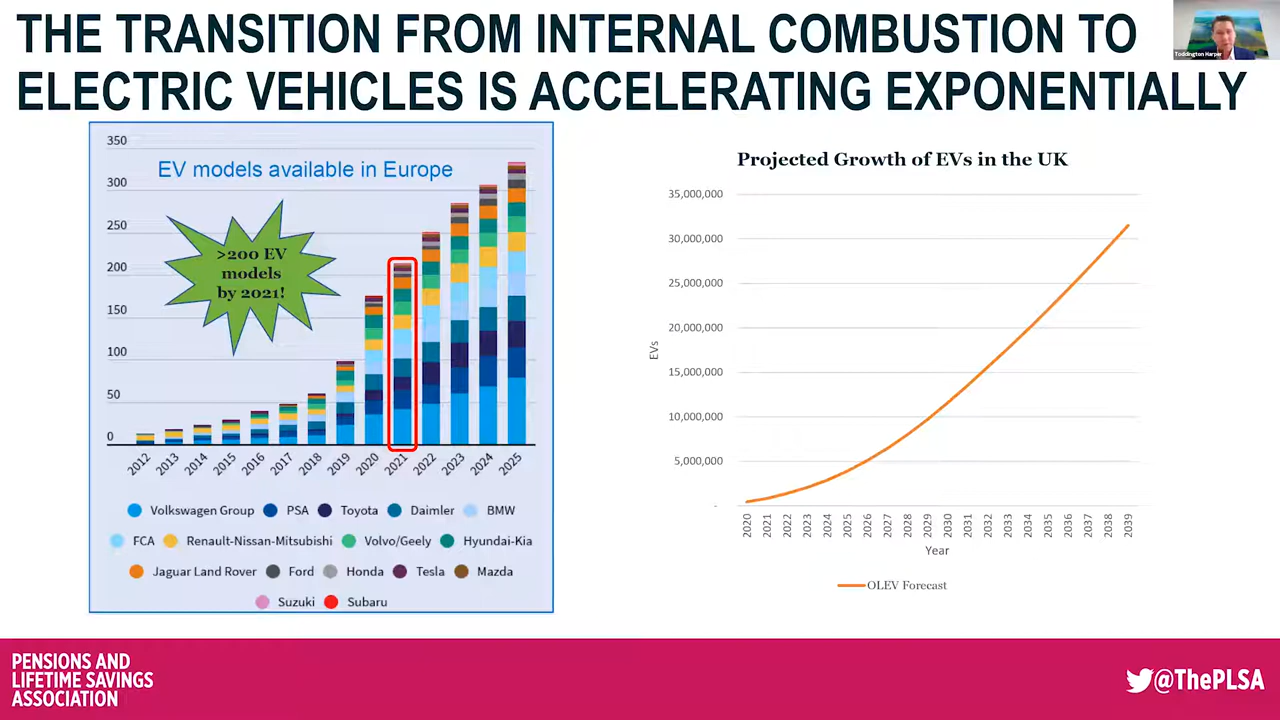 THE TRANSITION FROM INTERNAL COMBUSTION TO
ELECTRIC VEHICLES IS ACCELERATING EXPONENTIALLY
Toddington Harper
350
300
250
200
150
100
50
0
EV models available in Europe
>200 EV
models
by 2021!
2012 2013 2014 2015 2016 2017 2018 2019 2020 2021 2022 2023 2024 2025
Volkswagen Group PSA Toyota Daimler BMW
FCA Renault-Nissan-Mitsubishi Volvo/Geely Hyundai-Kia
Jaguar Land Rover Ford Honda Tesla Mazda
Suzuki Subaru
Projected Growth of EVs in the UK
35,000,000
30,000,000
25,000,000
20,000,000
15,000,000
10,000,000
5,000,000
-
EVs
2020 2021 2022 2023 2024 2025 2026 2027 2028 2029 2030 2031 2032 2033 2034 2035 2036 2037 2038 2039
Year
OLEV Forecast
PENSIONS AND
LIFETIME SAVINGS
ASSOCIATION
@ThePLSA